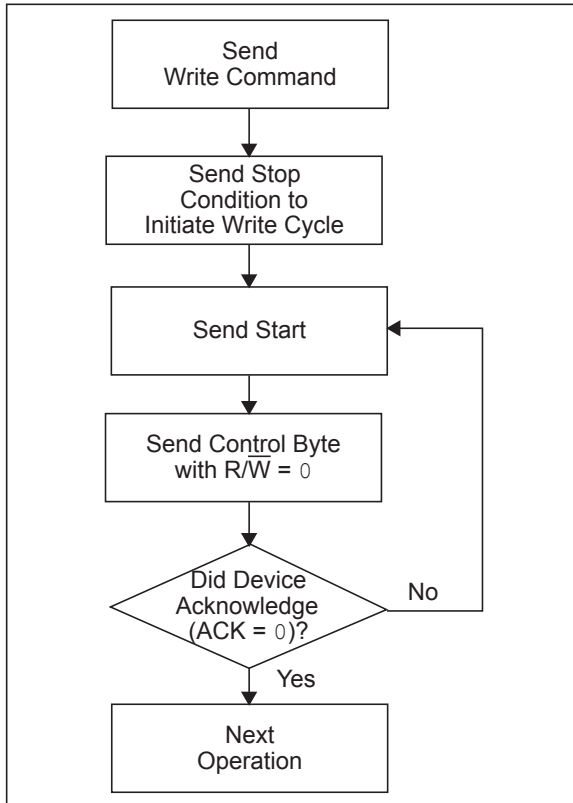 Send
Write Command
Send Stop
Condition to
Initiate Write Cycle
Send Start
Send Control Byte
with R/W̅ = 0
Did Device
Acknowledge
(ACK = 0)?
No
Yes
Next
Operation